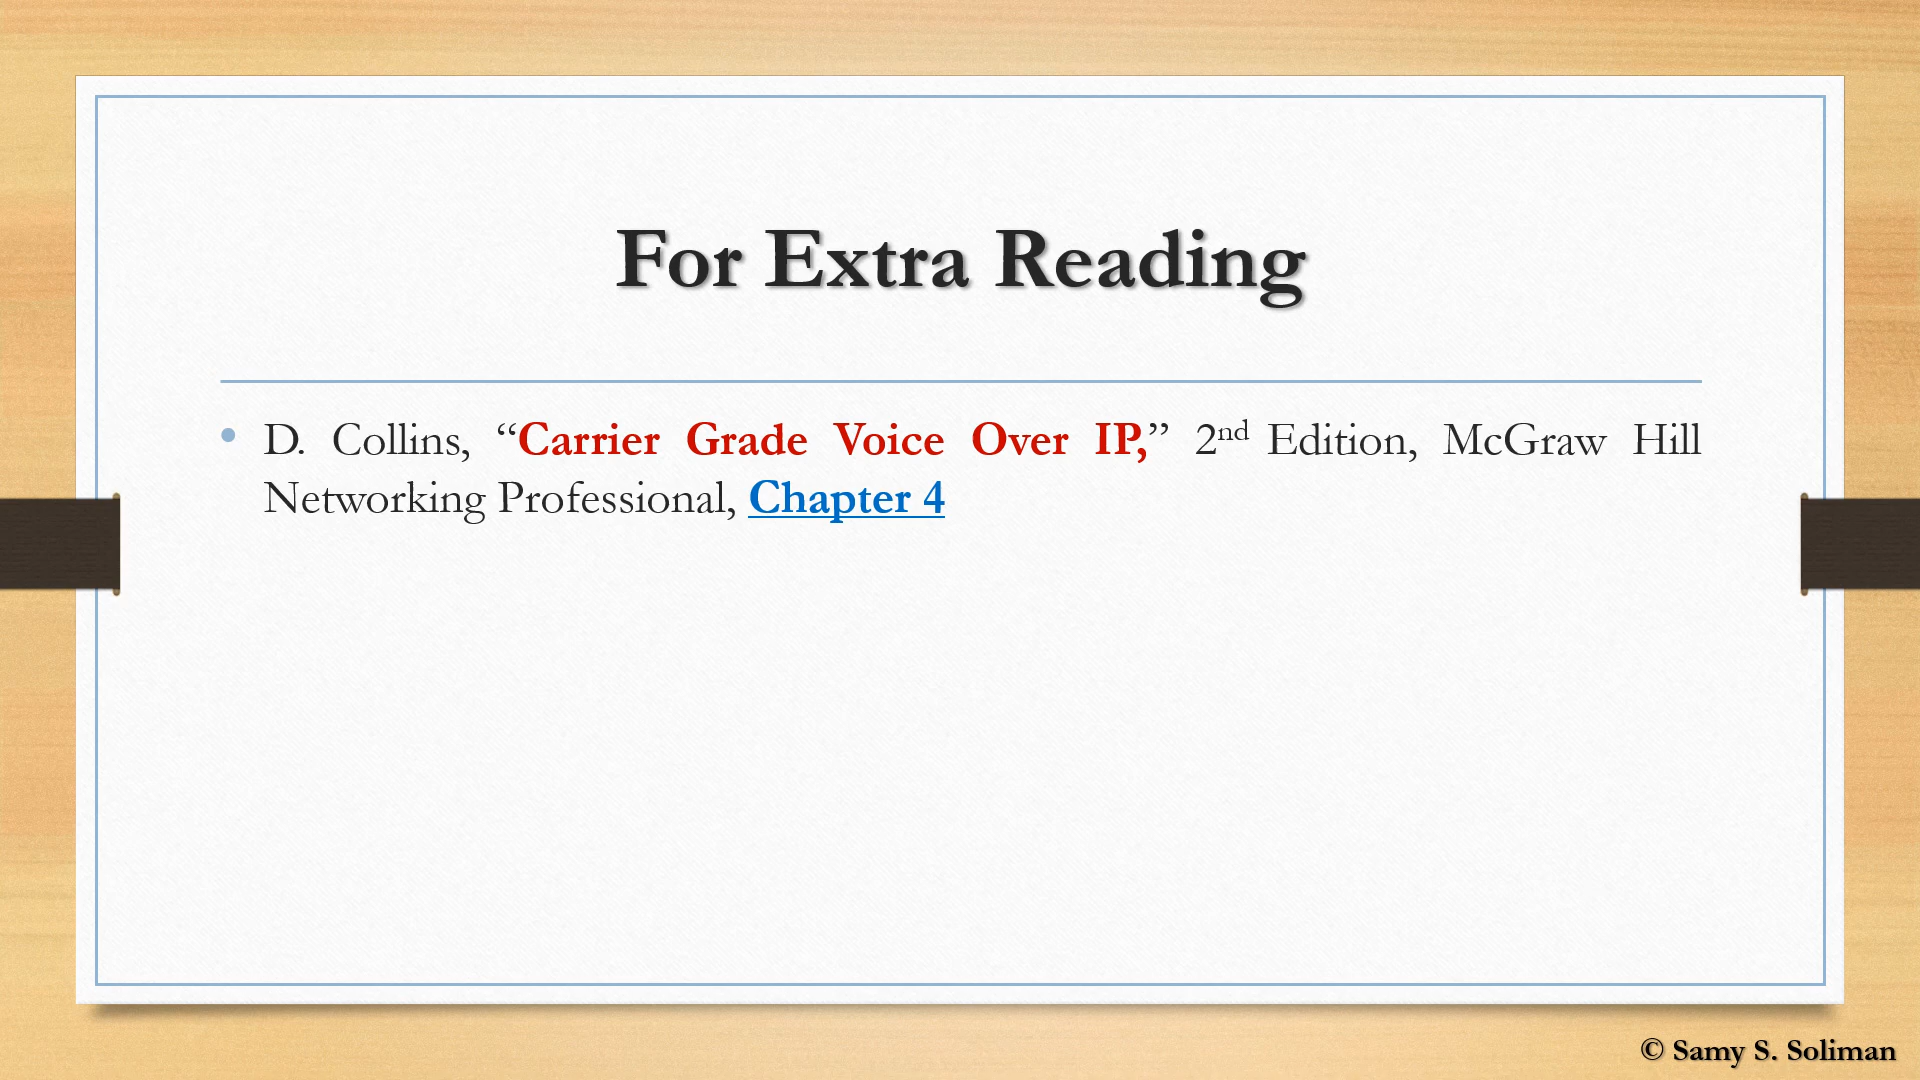 For Extra Reading
• D. Collins, “Carrier Grade Voice Over IP,” 2nd Edition, McGraw Hill
Networking Professional, Chapter 4
© Samy S. Soliman